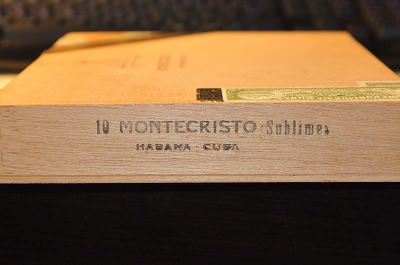 10 MONTECRISTO · Sublimes
HABANA - CUBA